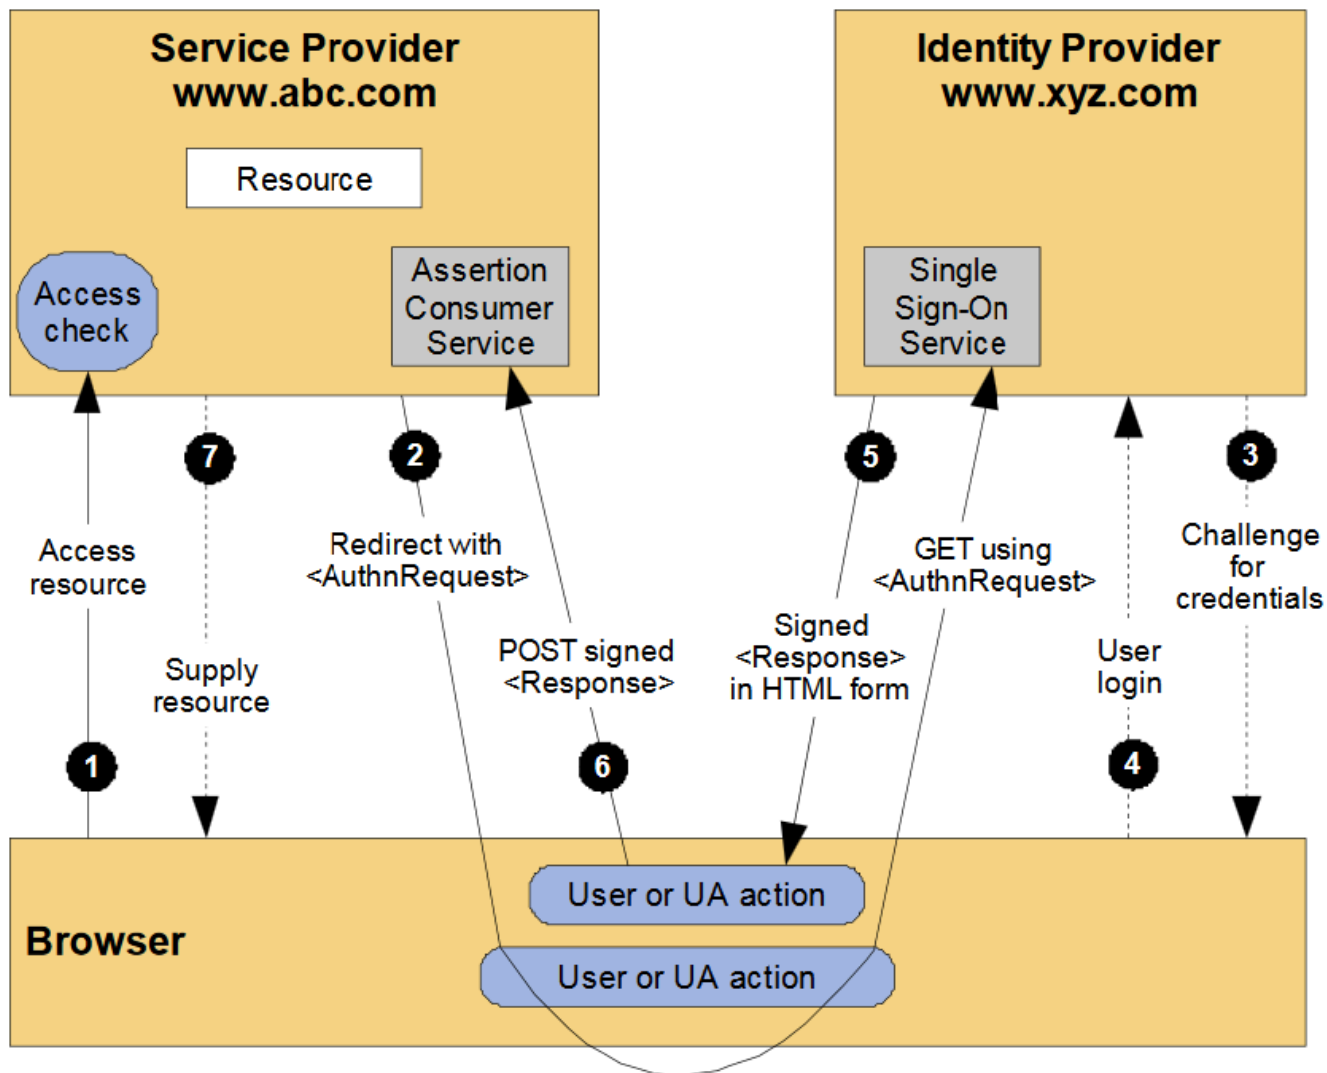 Service Provider
www.abc.com
Identity Provider
www.xyz.com
Resource
Access
check
Assertion
Consumer
Service
Single
Sign-On
Service
7
2
5
3
Access
resource
Redirect with
<AuthnRequest>
GET using
<AuthnRequest>
Challenge
for
credentials
Supply
resource
POST signed
<Response>
Signed
<Response>
in HTML form
User
login
1
6
4
User or UA action
Browser
User or UA action